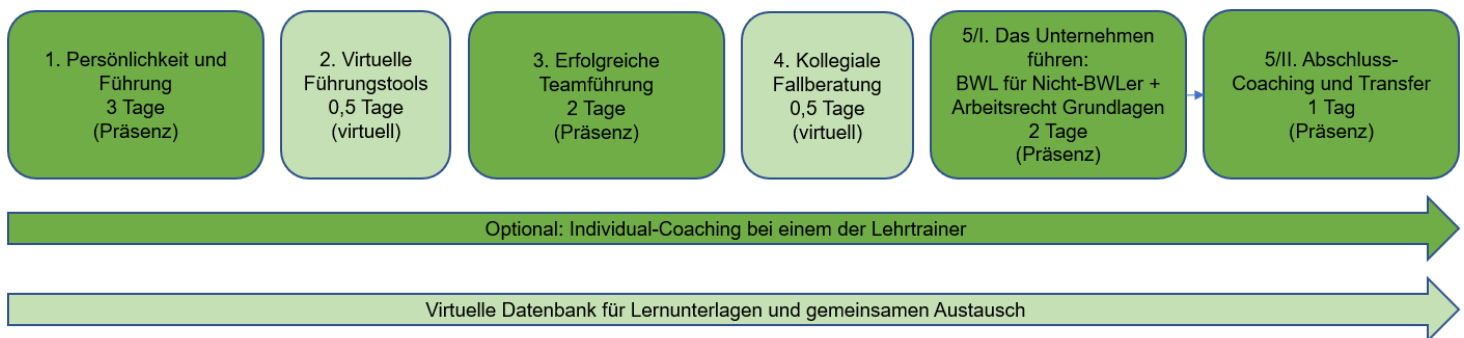 1. Persönlichkeit und
Führung
3 Tage
(Präsenz)
2. Virtuelle
Führungstools
0,5 Tage
(virtuell)
3. Erfolgreiche
Teamführung
2 Tage
(Präsenz)
4. Kollegiale
Fallberatung
0,5 Tage
(virtuell)
5/I. Das Unternehmen
führen:
BWL für Nicht-BWLer +
Arbeitsrecht Grundlagen
2 Tage
(Präsenz)
5/II. Abschluss-
Coaching und Transfer
1 Tag
(Präsenz)
Optional: Individual-Coaching bei einem der Lehrtrainer
Virtuelle Datenbank für Lernunterlagen und gemeinsamen Austausch